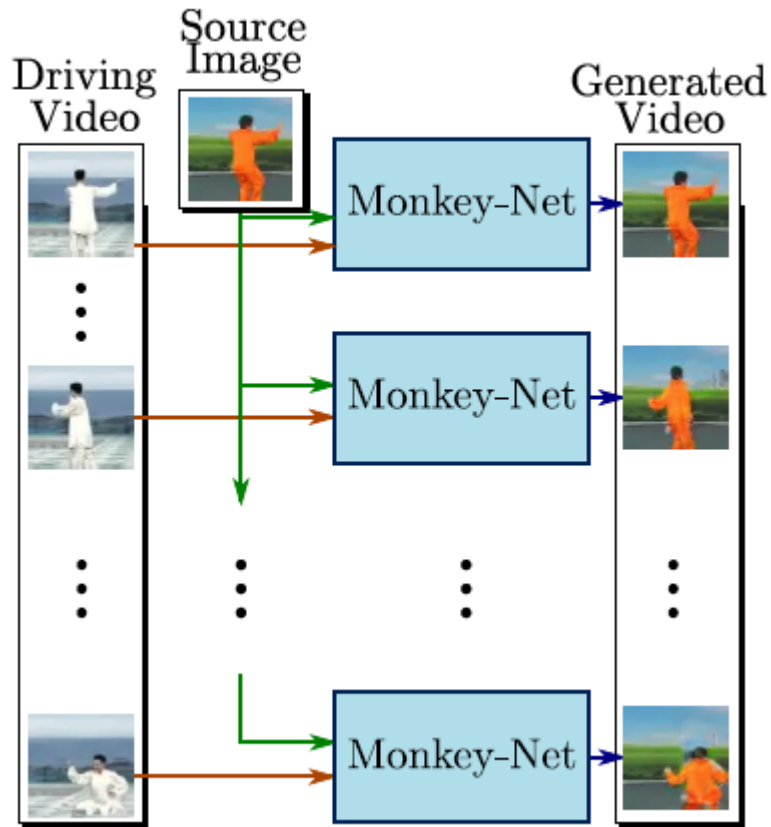 Driving
Video
Source
Image
Generated
Video
Monkey-Net
Monkey-Net
Monkey-Net